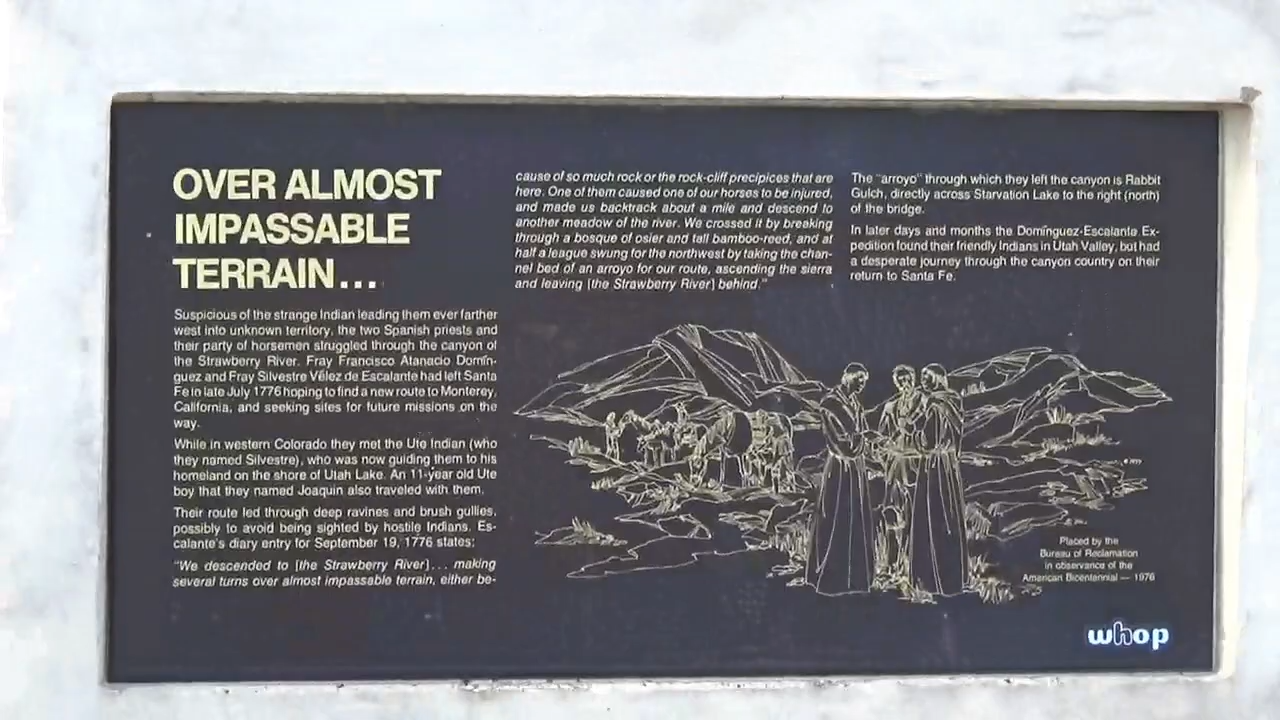 OVER ALMOST
IMPASSABLE
TERRAIN...
Suspicious of the strange Indian leading them ever farther
west into unknown territory, the two Spanish priests and
their party of horsemen struggled through the canyon of
the Strawberry River. Fray Francisco Atanacio Domín-
guez and Fray Silvestre Vélez de Escalante had left Santa
Fe in late July 1776 hoping to find a new route to Monterey,
California, and seeking sites for future missions on the
way.
While in western Colorado they met the Ute Indian (who
they named Silvestre), who was now guiding them to his
homeland on the shore of Utah Lake. An 11-year old Ute
boy that they named Joaquin also traveled with them.
Their route led through deep ravines and brush gullies,
possibly to avoid being sighted by hostile Indians. Es-
calante's diary entry for September 19, 1776 states:
"We descended to [the Strawberry River]... making
several turns over almost impassable terrain, either be-
cause of so much rock or the rock-cliff precipices that are
here. One of them caused one of our horses to be injured,
and made us backtrack about a mile and descend to
another meadow of the river. We crossed it by breaking
through a bosque of osier and tall bamboo-reed, and at
half a league swung for the northwest by taking the chan-
nel bed of an arroyo for our route, ascending the sierra
and leaving [the Strawberry River] behind."
The "arroyo" through which they left the canyon is Rabbit
Gulch, directly across Starvation Lake to the right (north)
of the bridge.
In later days and months the Domínguez-Escalante Ex-
pedition found their friendly Indians in Utah Valley, but had
a desperate journey through the canyon country on their
return to Santa Fe.
Placed by the
Bureau of Reclamation
in observance of the
American Bicentennial — 1976
whop